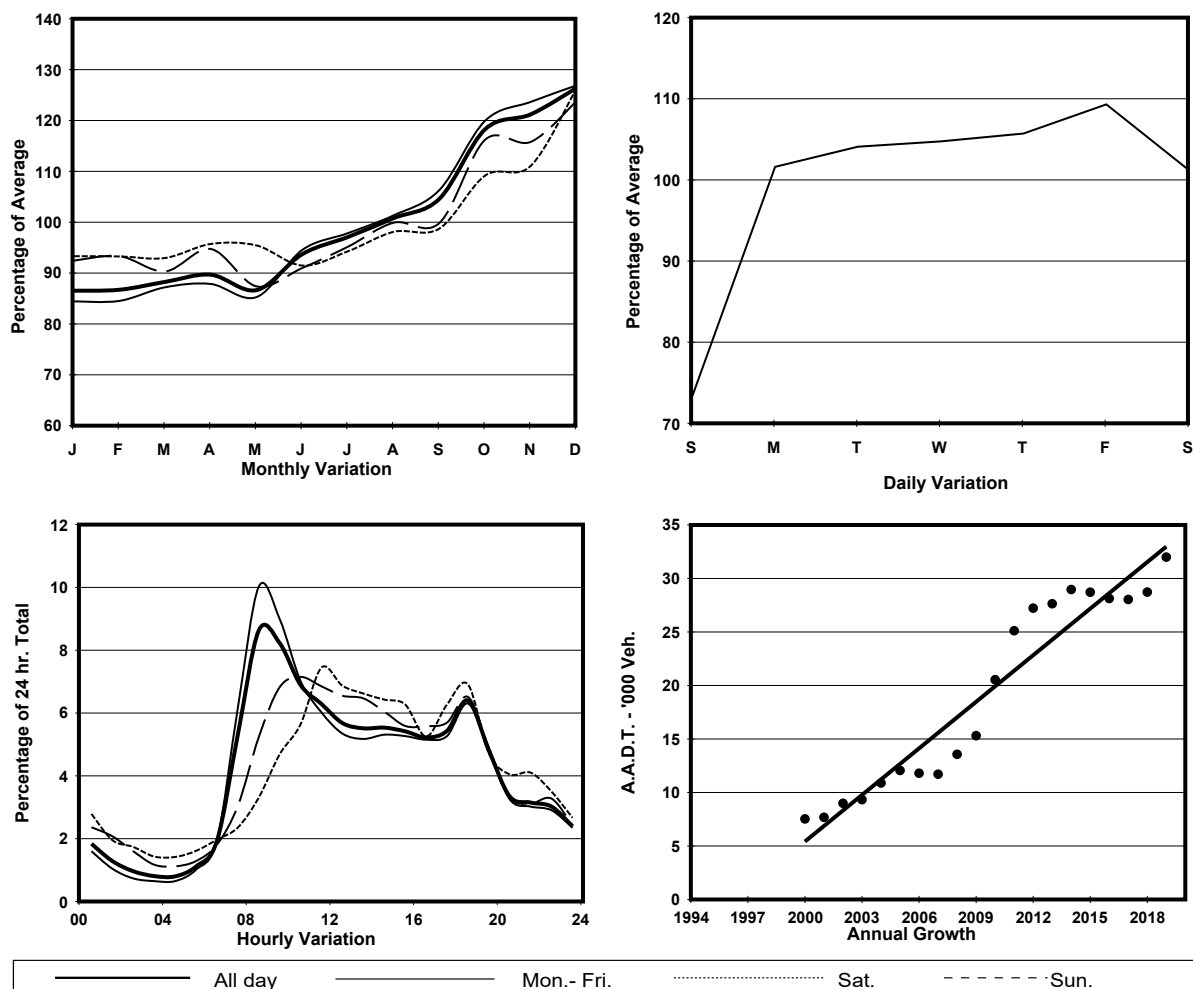 140
130
120
110
100
90
80
70
60
Percentage of Average
J F M A M J J A S O N D
Monthly Variation
120
110
100
90
80
70
Percentage of Average
S M T W T F S
Daily Variation
12
10
8
6
4
2
0
Percentage of 24 hr. Total
00 04 08 12 16 20 24
Hourly Variation
35
30
25
20
15
10
5
0
A.A.D.T. - '000 Veh.
1994 1997 2000 2003 2006 2009 2012 2015 2018
Annual Growth
All day Mon.- Fri. Sat. Sun.